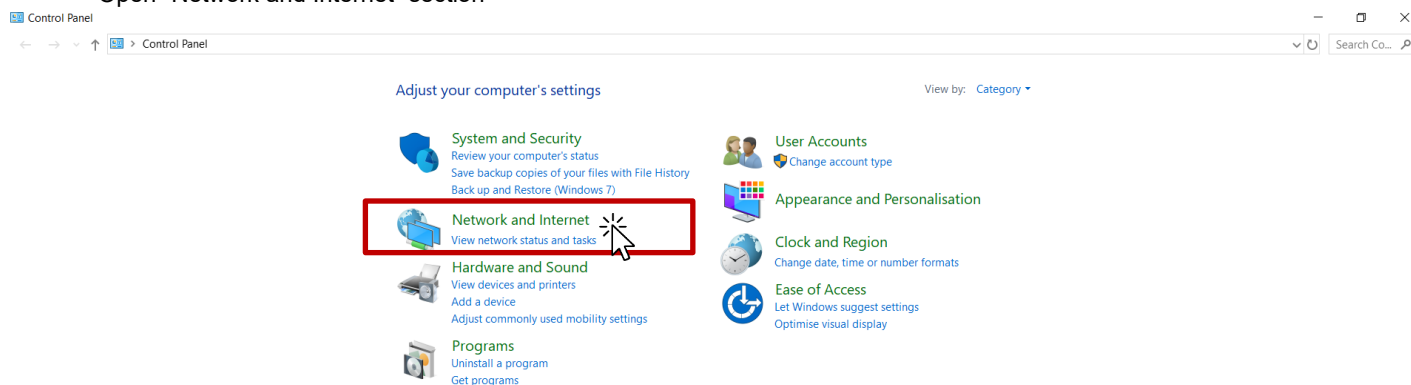 Open "Network and Internet" section
Control Panel
Control Panel
Search Co...
Adjust your computer's settings
View by: Category
System and Security
Review your computer's status
Save backup copies of your files with File History
Back up and Restore (Windows 7)
Network and Internet
View network status and tasks
Hardware and Sound
View devices and printers
Add a device
Adjust commonly used mobility settings
Programs
Uninstall a program
Get programs
User Accounts
Change account type
Appearance and Personalisation
Clock and Region
Change date, time or number formats
Ease of Access
Let Windows suggest settings
Optimise visual display